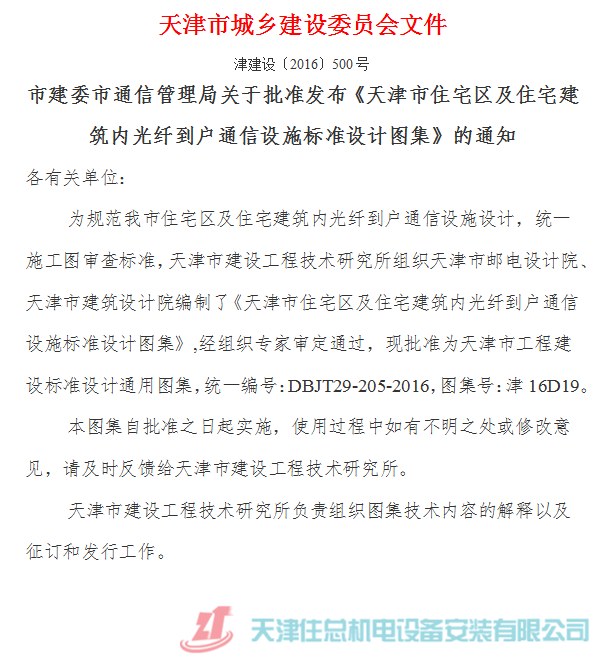 天津市城乡建设委员会文件
津建设〔2016〕500号
市建委市通信管理局关于批准发布《天津市住宅区及住宅建
筑内光纤到户通信设施标准设计图集》的通知
各有关单位：
为规范我市住宅区及住宅建筑内光纤到户通信设施设计，统一
施工图审查标准，天津市建设工程技术研究所组织天津市邮电设计院、
天津市建筑设计院编制了《天津市住宅区及住宅建筑内光纤到户通信
设施标准设计图集》,经组织专家审定通过，现批准为天津市工程建
设标准设计通用图集，统一编号：DBJT29-205-2016，图集号：津16D19。
本图集自批准之日起实施，使用过程中如有不明之处或修改意
见，请及时反馈给天津市建设工程技术研究所。
天津市建设工程技术研究所负责组织图集技术内容的解释以及
征订和发行工作。
天津住总机电设备安装有限公司